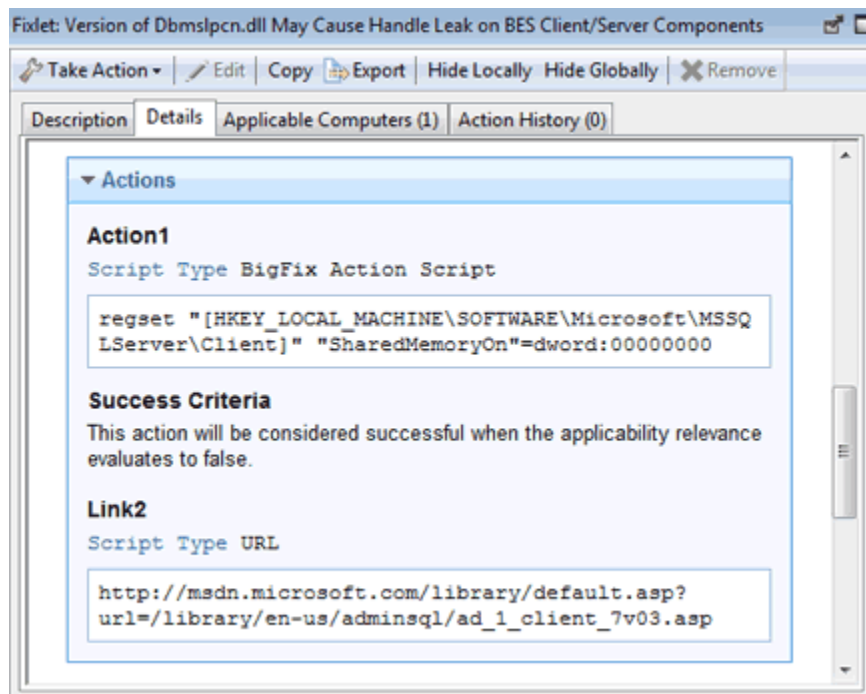 Fixlet: Version of Dbmslpcn.dll May Cause Handle Leak on BES Client/Server Components
Take Action Edit Copy Export Hide Locally Hide Globally Remove
Description Details Applicable Computers (1) Action History (0)
Actions
Action1
Script Type BigFix Action Script
regset "[HKEY_LOCAL_MACHINE\SOFTWARE\Microsoft\MSSQ
LServer\Client]" "SharedMemoryOn"=dword:00000000
Success Criteria
This action will be considered successful when the applicability relevance
evaluates to false.
Link2
Script Type URL
http://msdn.microsoft.com/library/default.asp?
url=/library/en-us/adminsql/ad_1_client_7v03.asp